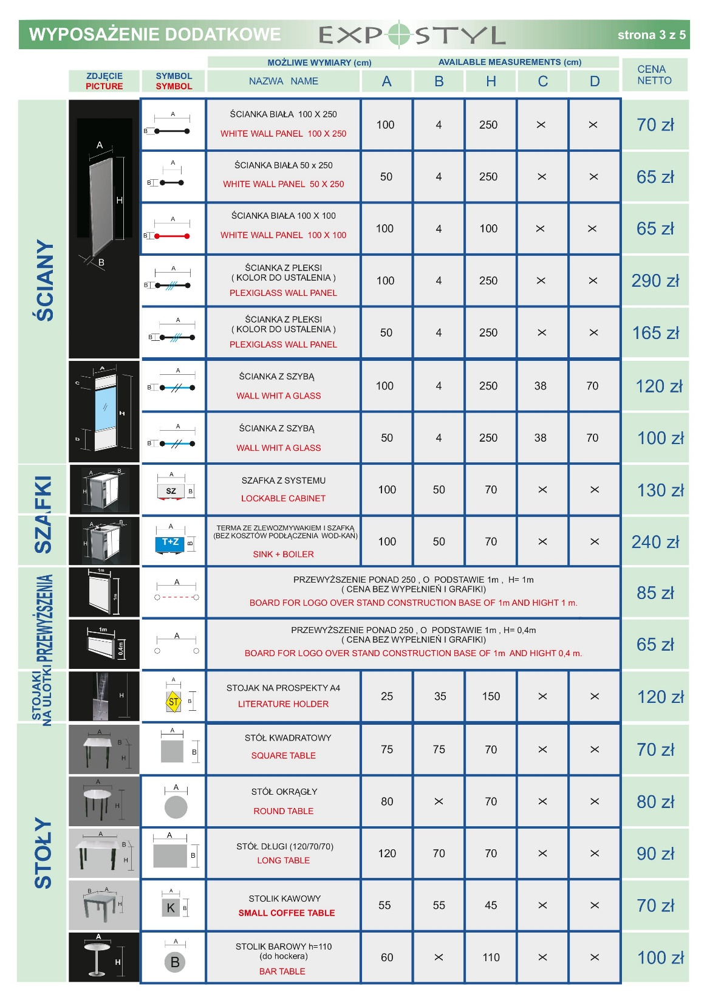 WYPOSAŻENIE DODATKOWE
EXPOSTYL
strona 3 z 5
MOŻLIWE WYMIARY (cm) AVAILABLE MEASUREMENTS (cm)
CENA
NETTO
ZDJĘCIE
PICTURE
SYMBOL
SYMBOL
NAZWA NAME A B H C D
ŚCIANY
A
H
B
A
B
ŚCIANKA BIAŁA 100 X 250
WHITE WALL PANEL 100 X 250
100 4 250 X X 70 zł
A
B
ŚCIANKA BIAŁA 50 x 250
WHITE WALL PANEL 50 X 250
50 4 250 X X 65 zł
A
B
ŚCIANKA BIAŁA 100 X 100
WHITE WALL PANEL 100 X 100
100 4 100 X X 65 zł
A
B
ŚCIANKA Z PLEKSI
( KOLOR DO USTALENIA )
PLEXIGLASS WALL PANEL
100 4 250 X X 290 zł
A
B
ŚCIANKA Z PLEKSI
( KOLOR DO USTALENIA )
PLEXIGLASS WALL PANEL
50 4 250 X X 165 zł
A
C
H
D
A
B
ŚCIANKA Z SZYBĄ
WALL WHIT A GLASS
100 4 250 38 70 120 zł
A
B
ŚCIANKA Z SZYBĄ
WALL WHIT A GLASS
50 4 250 38 70 100 zł
SZAFKI
A B
H
A
SZ B
SZAFKA Z SYSTEMU
LOCKABLE CABINET
100 50 70 X X 130 zł
A B
H
A
T+Z B
TERMA ZE ZLEWOZMYWAKIEM I SZAFKĄ
(BEZ KOSZTÓW PODŁĄCZENIA WOD-KAN)
SINK + BOILER
100 50 70 X X 240 zł
PRZEWYŻSZENIA
1m
1m
A
PRZEWYŻSZENIE PONAD 250 , O PODSTAWIE 1m , H= 1m
( CENA BEZ WYPEŁNIEŃ I GRAFIKI)
BOARD FOR LOGO OVER STAND CONSTRUCTION BASE OF 1m AND HIGHT 1 m.
85 zł
1m
0,4m
A
PRZEWYŻSZENIE PONAD 250 , O PODSTAWIE 1m , H= 0,4m
( CENA BEZ WYPEŁNIEŃ I GRAFIKI)
BOARD FOR LOGO OVER STAND CONSTRUCTION BASE OF 1m AND HIGHT 0,4 m.
65 zł
STOJAKI
NA ULOTKI
H
A
ST B
STOJAK NA PROSPEKTY A4
LITERATURE HOLDER
25 35 150 X X 120 zł
STOŁY
A
B
H
A
B
STÓŁ KWADRATOWY
SQUARE TABLE
75 75 70 X X 70 zł
A
H
A
STÓŁ OKRĄGŁY
ROUND TABLE
80 X 70 X X 80 zł
A
B
H
A
B
STÓŁ DŁUGI (120/70/70)
LONG TABLE
120 70 70 X X 90 zł
B A
H
A
K B
STOLIK KAWOWY
SMALL COFFEE TABLE
55 55 45 X X 70 zł
A
H
A
B
STOLIK BAROWY h=110
(do hockera)
BAR TABLE
60 X 110 X X 100 zł